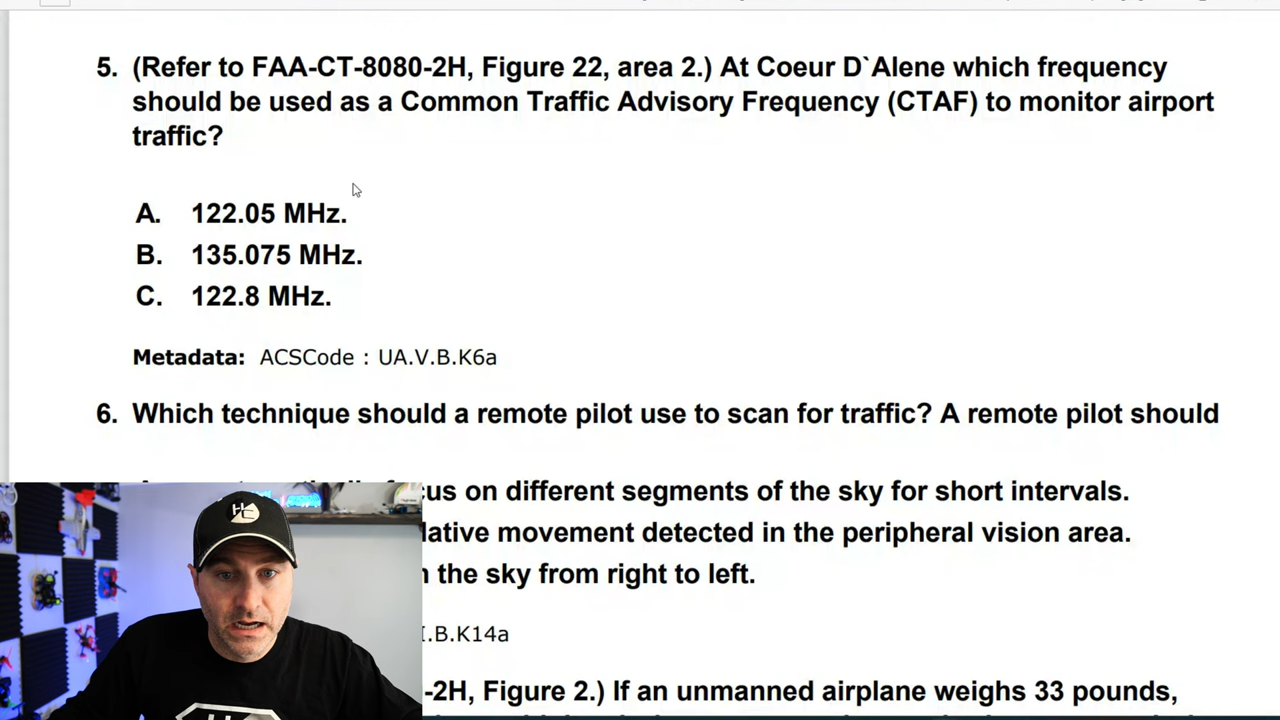 5. (Refer to FAA-CT-8080-2H, Figure 22, area 2.) At Coeur D`Alene which frequency
should be used as a Common Traffic Advisory Frequency (CTAF) to monitor airport
traffic?
A. 122.05 MHz.
B. 135.075 MHz.
C. 122.8 MHz.
Metadata: ACSCode : UA.V.B.K6a
6. Which technique should a remote pilot use to scan for traffic? A remote pilot should
cus on different segments of the sky for short intervals.
lative movement detected in the peripheral vision area.
the sky from right to left.
.B.K14a
-2H, Figure 2.) If an unmanned airplane weighs 33 pounds,
HC